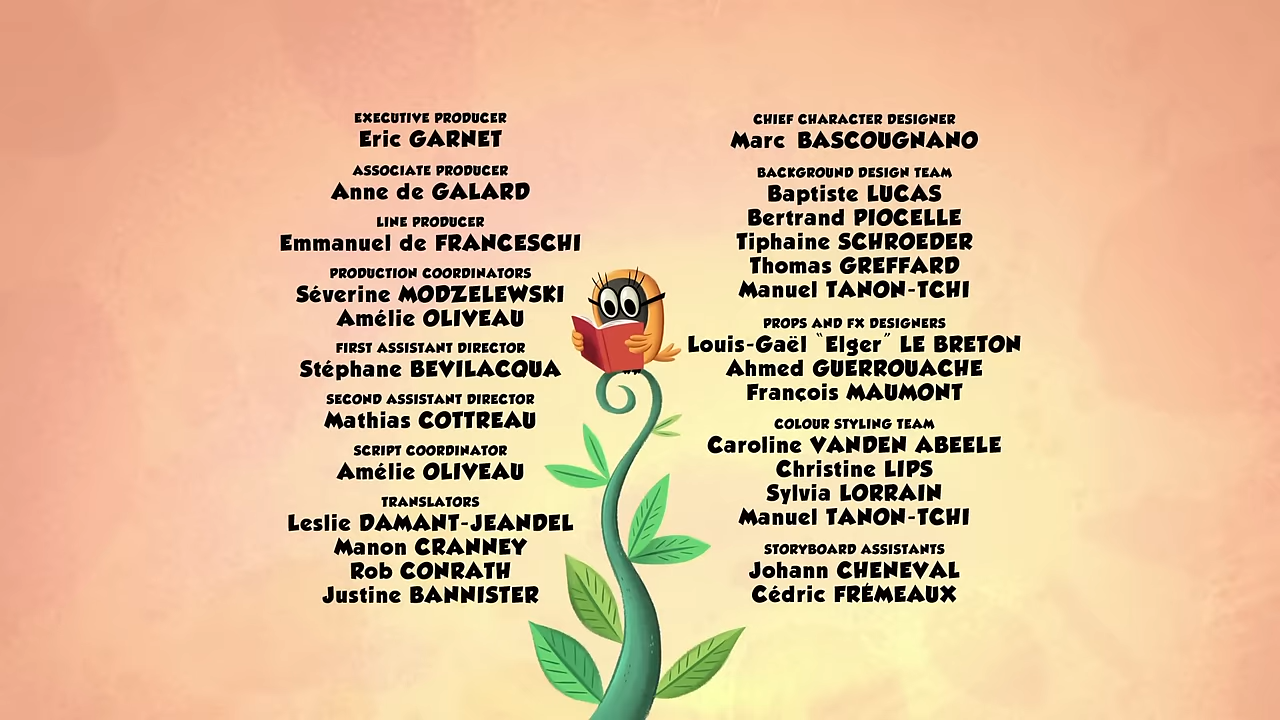 EXECUTIVE PRODUCER
Eric GARNET
ASSOCIATE PRODUCER
Anne de GALARD
LINE PRODUCER
Emmanuel de FRANCESCHI
PRODUCTION COORDINATORS
Séverine MODZELEWSKI
Amélie OLIVEAU
FIRST ASSISTANT DIRECTOR
Stéphane BEVILACQUA
SECOND ASSISTANT DIRECTOR
Mathias COTTREAU
SCRIPT COORDINATOR
Amélie OLIVEAU
TRANSLATORS
Leslie DAMANT-JEANDEL
Manon CRANNEY
Rob CONRATH
Justine BANNISTER
CHIEF CHARACTER DESIGNER
Marc BASCOUGNANO
BACKGROUND DESIGN TEAM
Baptiste LUCAS
Bertrand PIOCELLE
Tiphaine SCHROEDER
Thomas GREFFARD
Manuel TANON-TCHI
PROPS AND FX DESIGNERS
Louis-Gaël "Elger" LE BRETON
Ahmed GUERROUACHE
François MAUMONT
COLOUR STYLING TEAM
Caroline VANDEN ABEELE
Christine LIPS
Sylvia LORRAIN
Manuel TANON-TCHI
STORYBOARD ASSISTANTS
Johann CHENEVAL
Cédric FRÉMEAUX